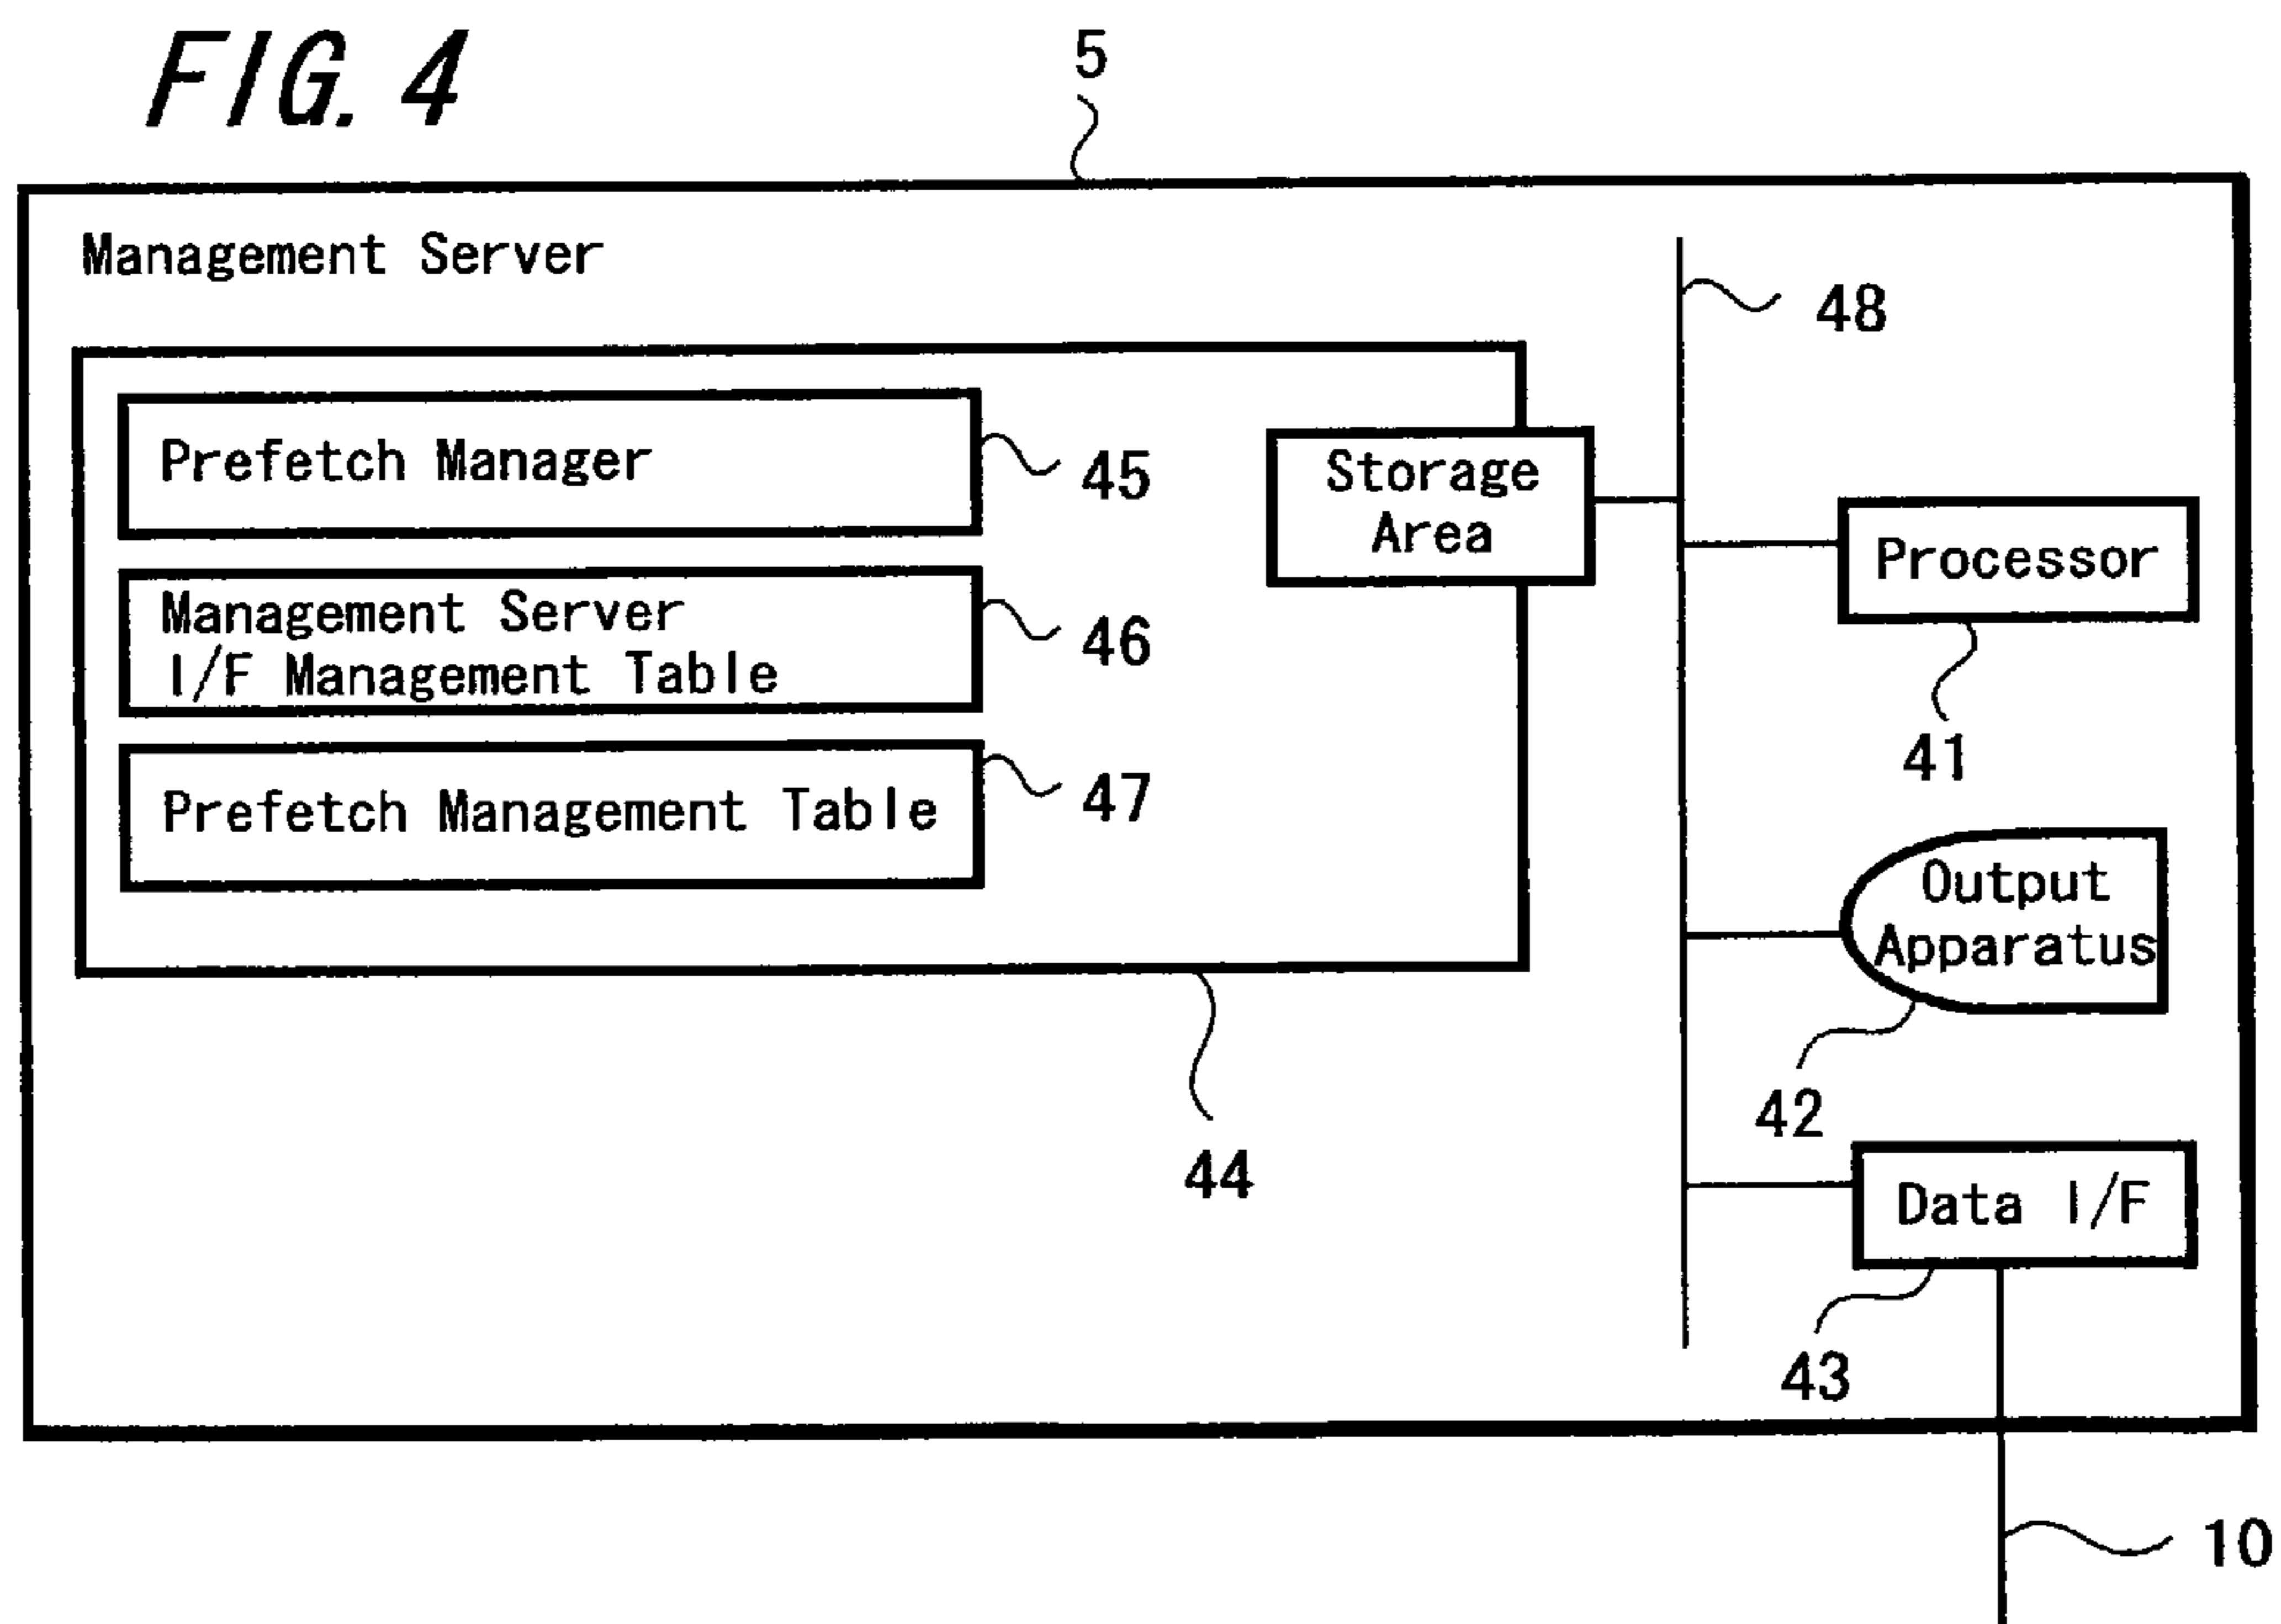 FIG. 4
5
Management Server
48
Prefetch Manager
45
Storage
Area
Processor
41
Management Server
I/F Management Table
46
Prefetch Management Table
47
Output
Apparatus
42
44
Data I/F
43
10